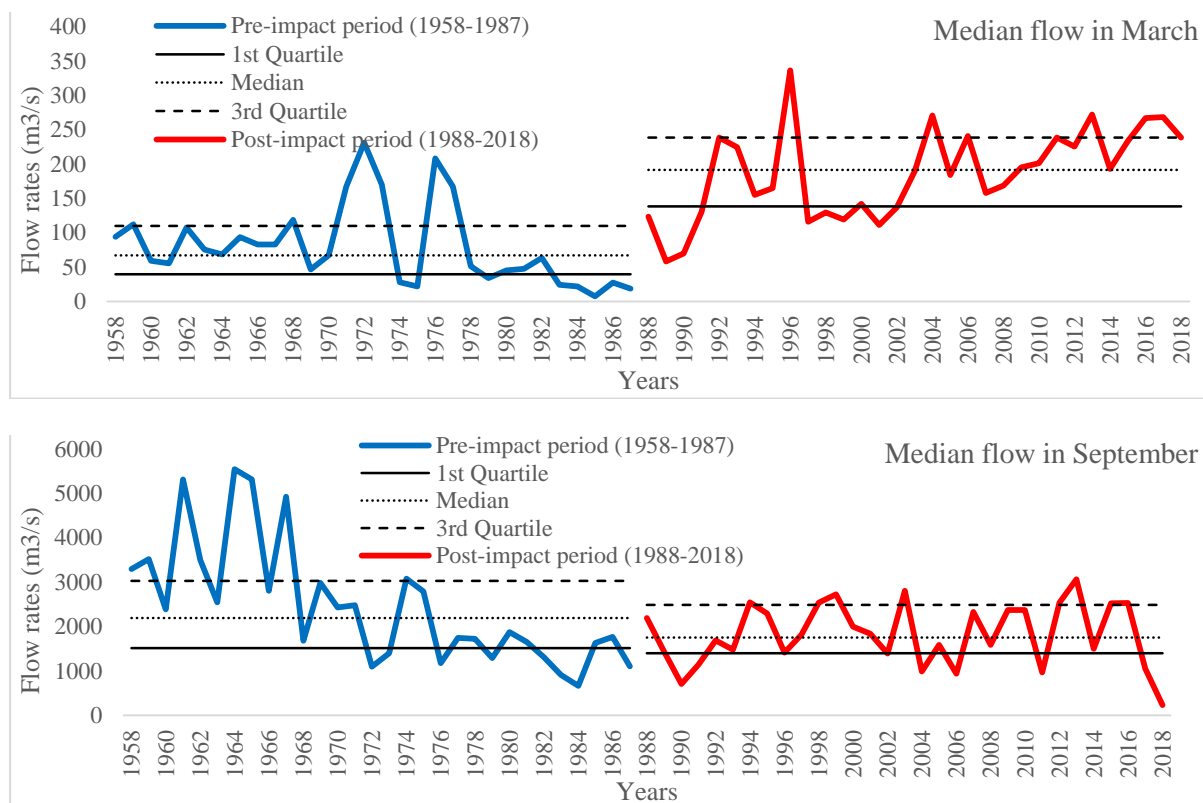 Median flow in March
Pre-impact period (1958-1987)
1st Quartile
Median
3rd Quartile
Post-impact period (1988-2018)
Flow rates (m3/s)
400
350
300
250
200
150
100
50
0
1958 1960 1962 1964 1966 1968 1970 1972 1974 1976 1978 1980 1982 1984 1986 1988 1990 1992 1994 1996 1998 2000 2002 2004 2006 2008 2010 2012 2014 2016 2018
Years
Median flow in September
Pre-impact period (1958-1987)
1st Quartile
Median
3rd Quartile
Post-impact period (1988-2018)
Flow rates (m3/s)
6000
5000
4000
3000
2000
1000
0
1958 1960 1962 1964 1966 1968 1970 1972 1974 1976 1978 1980 1982 1984 1986 1988 1990 1992 1994 1996 1998 2000 2002 2004 2006 2008 2010 2012 2014 2016 2018
Years